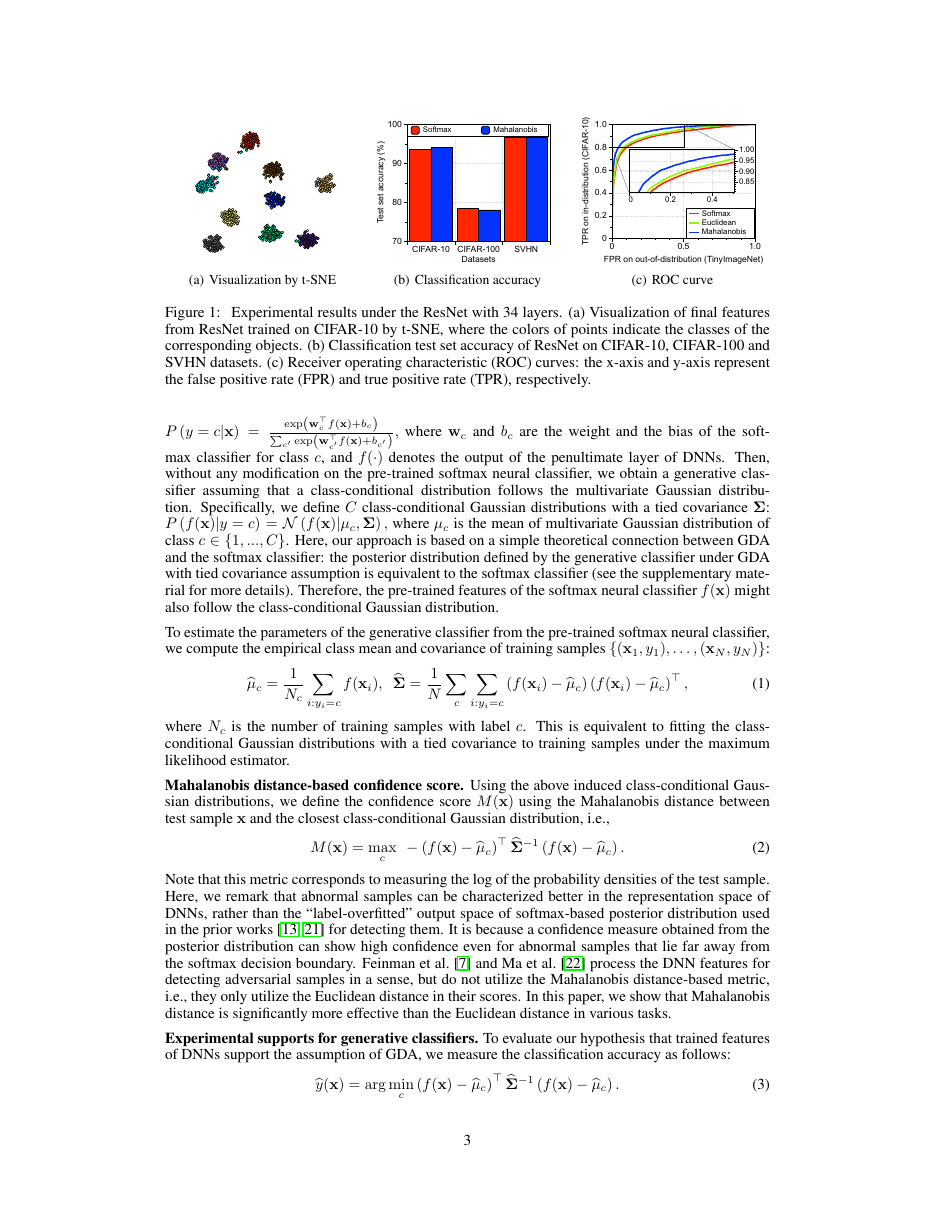 100
90
80
70
Test set accuracy (%)
Softmax
Mahalanobis
CIFAR-10 CIFAR-100 SVHN
Datasets
TPR on in-distribution (CIFAR-10)
1.0
0.8
0.6
0.4
0.2
0
1.00
0.95
0.90
0.85
0 0.2 0.4
Softmax
Euclidean
Mahalanobis
0 0.5 1.0
FPR on out-of-distribution (TinyImageNet)
(a) Visualization by t-SNE
(b) Classification accuracy
(c) ROC curve
Figure 1: Experimental results under the ResNet with 34 layers. (a) Visualization of final features
from ResNet trained on CIFAR-10 by t-SNE, where the colors of points indicate the classes of the
corresponding objects. (b) Classification test set accuracy of ResNet on CIFAR-10, CIFAR-100 and
SVHN datasets. (c) Receiver operating characteristic (ROC) curves: the x-axis and y-axis represent
the false positive rate (FPR) and true positive rate (TPR), respectively.
P (y = c|x) = exp(w_c^⊤ f(x)+b_c) / ∑_{c′} exp(w_{c′}^⊤ f(x)+b_{c′}), where w_c and b_c are the weight and the bias of the soft-
max classifier for class c, and f(·) denotes the output of the penultimate layer of DNNs. Then,
without any modification on the pre-trained softmax neural classifier, we obtain a generative clas-
sifier assuming that a class-conditional distribution follows the multivariate Gaussian distribu-
tion. Specifically, we define C class-conditional Gaussian distributions with a tied covariance Σ:
P (f(x)|y = c) = N (f(x)|μ_c, Σ) , where μ_c is the mean of multivariate Gaussian distribution of
class c ∈ {1, ..., C}. Here, our approach is based on a simple theoretical connection between GDA
and the softmax classifier: the posterior distribution defined by the generative classifier under GDA
with tied covariance assumption is equivalent to the softmax classifier (see the supplementary mate-
rial for more details). Therefore, the pre-trained features of the softmax neural classifier f(x) might
also follow the class-conditional Gaussian distribution.
To estimate the parameters of the generative classifier from the pre-trained softmax neural classifier,
we compute the empirical class mean and covariance of training samples {(x_1, y_1), . . . , (x_N, y_N)}:
μ̂_c = 1/N_c ∑_{i:y_i=c} f(x_i), Σ̂ = 1/N ∑_c ∑_{i:y_i=c} (f(x_i) − μ̂_c) (f(x_i) − μ̂_c)^⊤ , (1)
where N_c is the number of training samples with label c. This is equivalent to fitting the class-
conditional Gaussian distributions with a tied covariance to training samples under the maximum
likelihood estimator.
Mahalanobis distance-based confidence score. Using the above induced class-conditional Gaus-
sian distributions, we define the confidence score M(x) using the Mahalanobis distance between
test sample x and the closest class-conditional Gaussian distribution, i.e.,
M(x) = max_c − (f(x) − μ̂_c)^⊤ Σ̂^{−1} (f(x) − μ̂_c) . (2)
Note that this metric corresponds to measuring the log of the probability densities of the test sample.
Here, we remark that abnormal samples can be characterized better in the representation space of
DNNs, rather than the “label-overfitted” output space of softmax-based posterior distribution used
in the prior works [13, 21] for detecting them. It is because a confidence measure obtained from the
posterior distribution can show high confidence even for abnormal samples that lie far away from
the softmax decision boundary. Feinman et al. [7] and Ma et al. [22] process the DNN features for
detecting adversarial samples in a sense, but do not utilize the Mahalanobis distance-based metric,
i.e., they only utilize the Euclidean distance in their scores. In this paper, we show that Mahalanobis
distance is significantly more effective than the Euclidean distance in various tasks.
Experimental supports for generative classifiers. To evaluate our hypothesis that trained features
of DNNs support the assumption of GDA, we measure the classification accuracy as follows:
ŷ(x) = arg min_c (f(x) − μ̂_c)^⊤ Σ̂^{−1} (f(x) − μ̂_c) . (3)
3